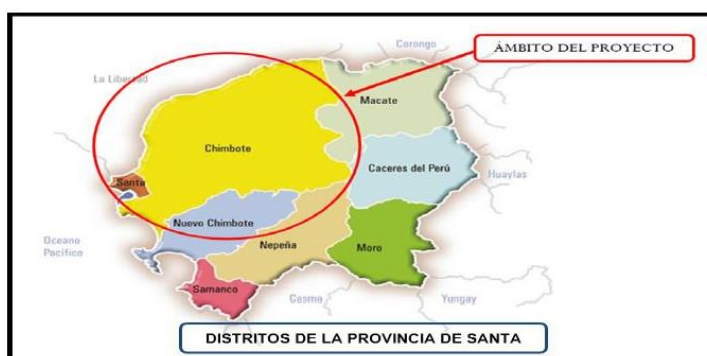 Corongo
ÁMBITO DEL PROYECTO
La Libertad
Macate
Chimbote
Caceres del Perú
Santa
Huaylas
Nuevo Chimbote
Oceano
Pacífico
Nepeña
Moro
Samanco
Casma
Yungay
DISTRITOS DE LA PROVINCIA DE SANTA